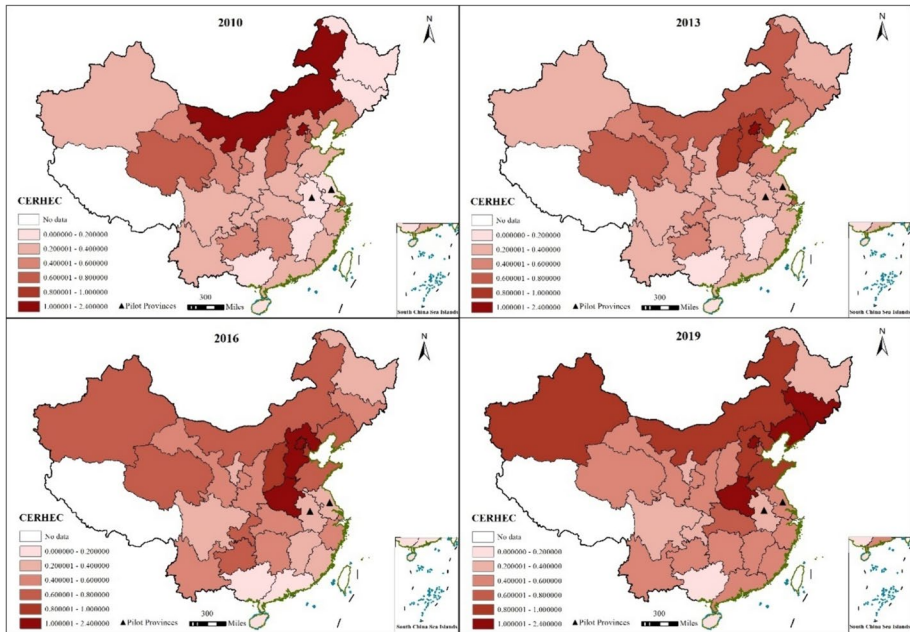 2010
N
CERHEC
No data
0.000000 - 0.200000
0.200001 - 0.400000
0.400001 - 0.600000
0.600001 - 0.800000
0.800001 - 1.000000
1.000001 - 2.400000
Pilot Provinces
300
Miles
South China Sea Islands
2013
N
CERHEC
No data
0.000000 - 0.200000
0.200001 - 0.400000
0.400001 - 0.600000
0.600001 - 0.800000
0.800001 - 1.000000
1.000001 - 2.400000
Pilot Provinces
300
Miles
South China Sea Islands
2016
N
CERHEC
No data
0.000000 - 0.200000
0.200001 - 0.400000
0.400001 - 0.600000
0.600001 - 0.800000
0.800001 - 1.000000
1.000001 - 2.400000
Pilot Provinces
300
Miles
South China Sea Islands
2019
N
CERHEC
No data
0.000000 - 0.200000
0.200001 - 0.400000
0.400001 - 0.600000
0.600001 - 0.800000
0.800001 - 1.000000
1.000001 - 2.400000
Pilot Provinces
300
Miles
South China Sea Islands